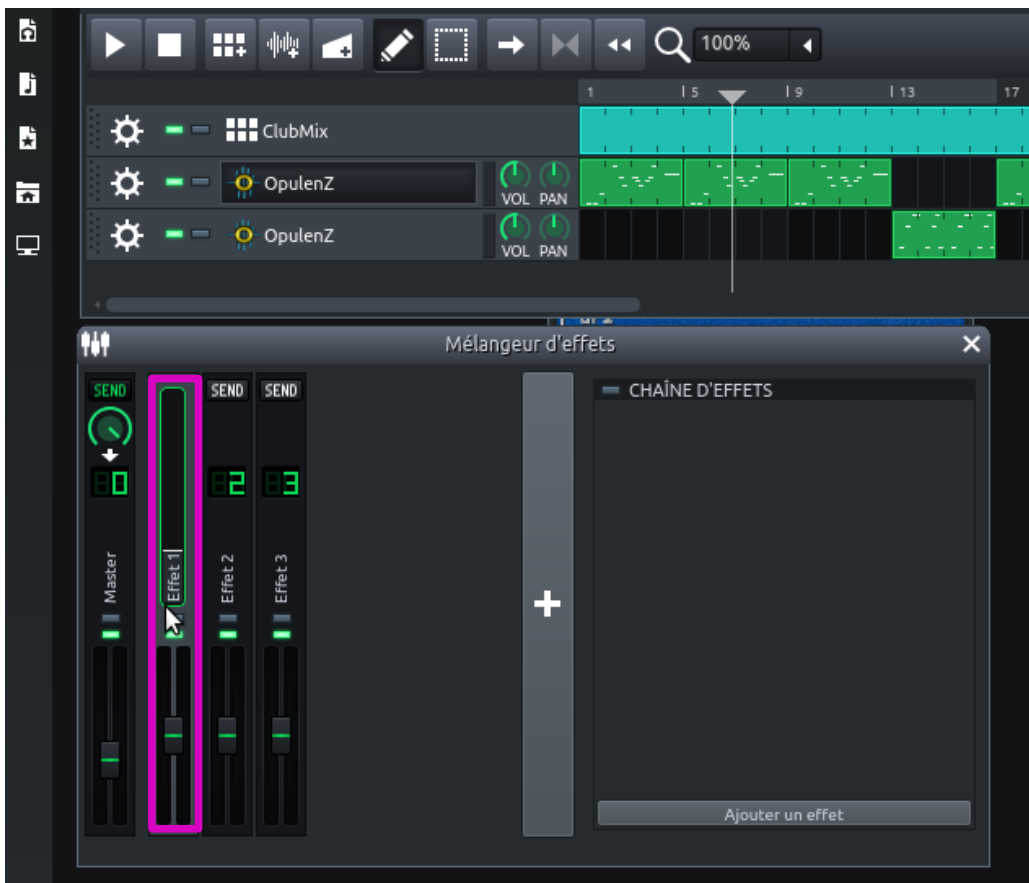 100%
1 5 9 13 17
ClubMix
OpulenZ
VOL PAN
OpulenZ
VOL PAN
Mélangeur d'effets
SEND SEND SEND
CHAÎNE D'EFFETS
0 2 3
Master
Effet 1
Effet 2
Effet 3
Ajouter un effet